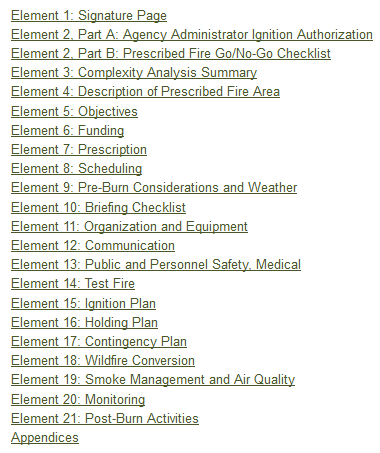 Element 1: Signature Page
Element 2, Part A: Agency Administrator Ignition Authorization
Element 2, Part B: Prescribed Fire Go/No-Go Checklist
Element 3: Complexity Analysis Summary
Element 4: Description of Prescribed Fire Area
Element 5: Objectives
Element 6: Funding
Element 7: Prescription
Element 8: Scheduling
Element 9: Pre-Burn Considerations and Weather
Element 10: Briefing Checklist
Element 11: Organization and Equipment
Element 12: Communication
Element 13: Public and Personnel Safety, Medical
Element 14: Test Fire
Element 15: Ignition Plan
Element 16: Holding Plan
Element 17: Contingency Plan
Element 18: Wildfire Conversion
Element 19: Smoke Management and Air Quality
Element 20: Monitoring
Element 21: Post-Burn Activities
Appendices